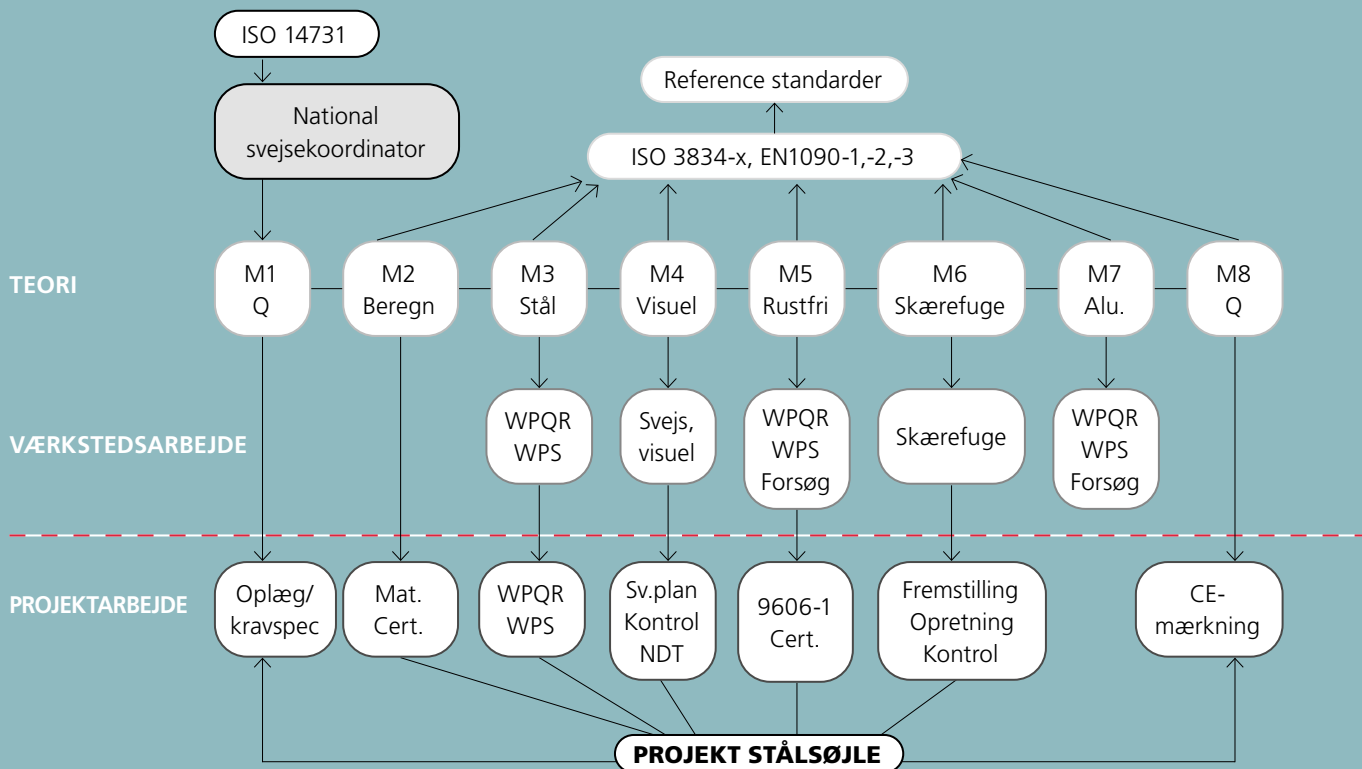 ISO 14731
National
svejsekoordinator
Reference standarder
ISO 3834-x, EN1090-1,-2,-3
TEORI
M1
Q
M2
Beregn
M3
Stål
M4
Visuel
M5
Rustfri
M6
Skærefuge
M7
Alu.
M8
Q
VÆRKSTEDSARBEJDE
WPQR
WPS
Svejs,
visuel
WPQR
WPS
Forsøg
Skærefuge
WPQR
WPS
Forsøg
PROJEKTARBEJDE
Oplæg/
kravspec
Mat.
Cert.
WPQR
WPS
Sv.plan
Kontrol
NDT
9606-1
Cert.
Fremstilling
Opretning
Kontrol
CE-
mærkning
PROJEKT STÅLSØJLE